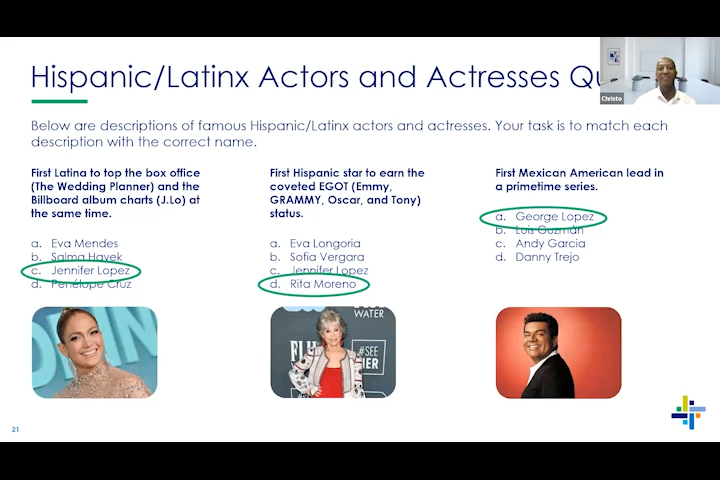 Hispanic/Latinx Actors and Actresses
Christo
Below are descriptions of famous Hispanic/Latinx actors and actresses. Your task is to match each
description with the correct name.
First Latina to top the box office
(The Wedding Planner) and the
Billboard album charts (J.Lo) at
the same time.
a. Eva Mendes
b. Salma Hayek
c. Jennifer Lopez
d. Penélope Cruz
First Hispanic star to earn the
coveted EGOT (Emmy,
GRAMMY, Oscar, and Tony)
status.
a. Eva Longoria
b. Sofia Vergara
c. Jennifer Lopez
d. Rita Moreno
First Mexican American lead in
a primetime series.
a. George Lopez
b. Luis Guzmán
c. Andy Garcia
d. Danny Trejo
WATER
#SEE
HER
21